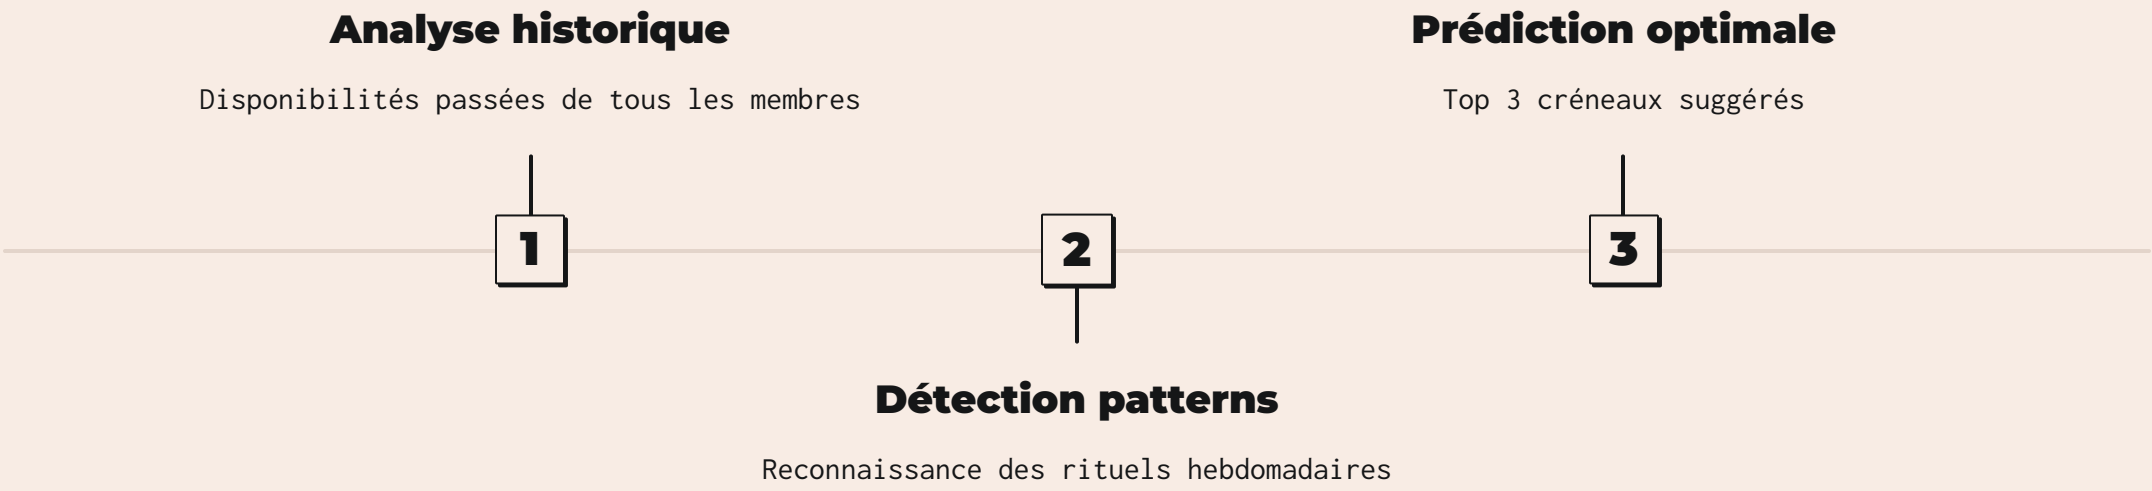 Analyse historique
Disponibilités passées de tous les membres
1
2
Détection patterns
Reconnaissance des rituels hebdomadaires
Prédiction optimale
Top 3 créneaux suggérés
3